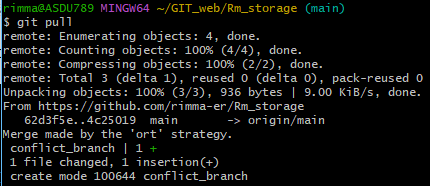 rimma@ASDU789 MINGW64 ~/GIT_web/Rm_storage (main)
$ git pull
remote: Enumerating objects: 4, done.
remote: Counting objects: 100% (4/4), done.
remote: Compressing objects: 100% (2/2), done.
remote: Total 3 (delta 1), reused 0 (delta 0), pack-reused 0
Unpacking objects: 100% (3/3), 936 bytes | 9.00 KiB/s, done.
From https://github.com/rimma-er/Rm_storage
   62d3f5e..4c25019  main       -> origin/main
Merge made by the 'ort' strategy.
 conflict_branch | 1 +
 1 file changed, 1 insertion(+)
 create mode 100644 conflict_branch